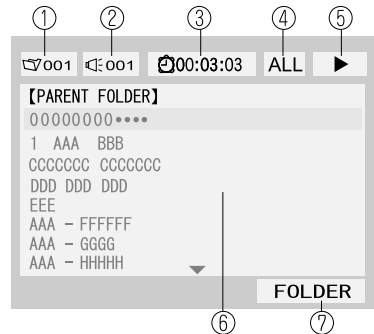 ① ② ③ ④ ⑤
001 001 00:03:03 ALL
【PARENT FOLDER】
00000000••••
1 AAA BBB
CCCCCCC CCCCCCC
DDD DDD DDD
EEE
AAA – FFFFFF
AAA – GGGG
AAA – HHHHH
FOLDER
⑥ ⑦